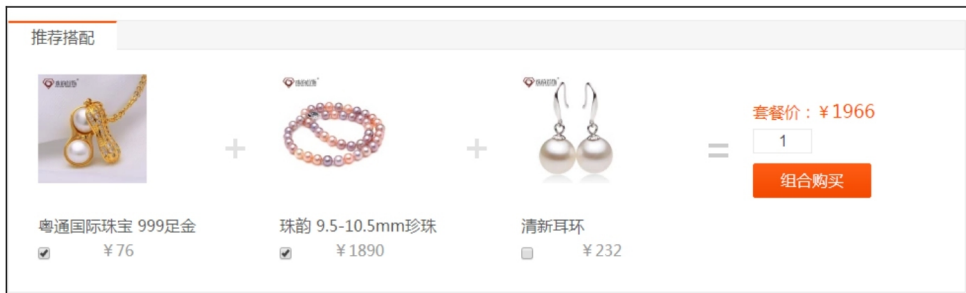 推荐搭配
套餐价：￥1966
1
组合购买
粤通国际珠宝 999足金
珠韵 9.5-10.5mm珍珠
清新耳环
￥76
￥1890
￥232